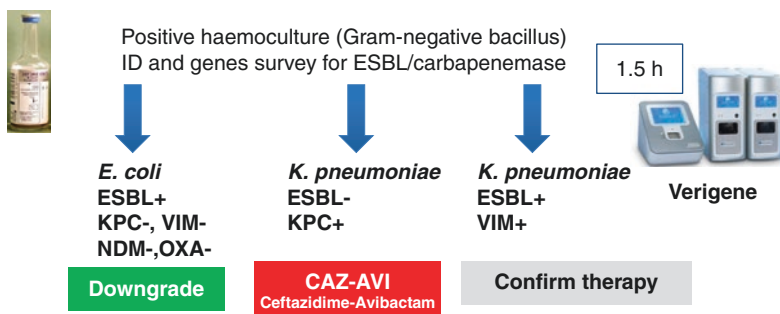 Positive haemoculture (Gram-negative bacillus)
ID and genes survey for ESBL/carbapenemase
1.5 h
E. coli
ESBL+
KPC-, VIM-
NDM-,OXA-
Downgrade
K. pneumoniae
ESBL-
KPC+
CAZ-AVI
Ceftazidime-Avibactam
K. pneumoniae
ESBL+
VIM+
Confirm therapy
Verigene